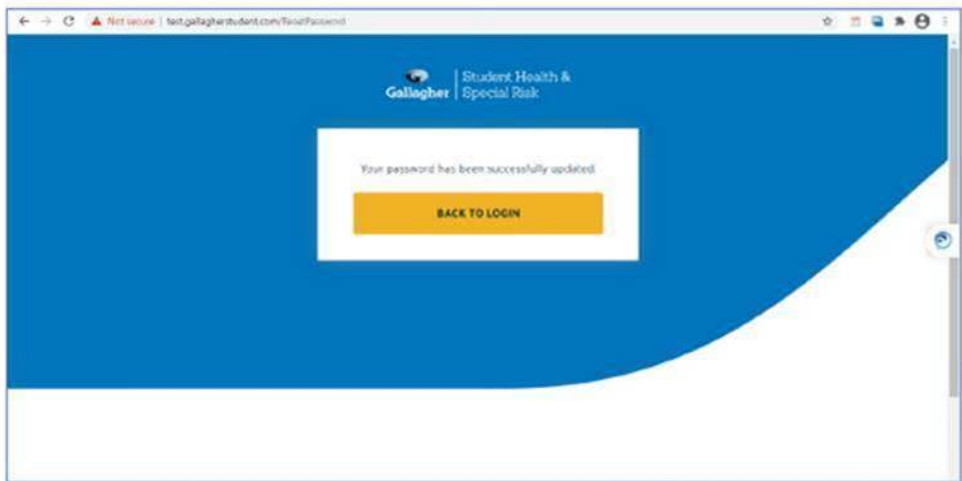 Not secure | test.gallagherstudent.com/ResetPassword
Gallagher | Student Health & Special Risk
Your password has been successfully updated.
BACK TO LOGIN